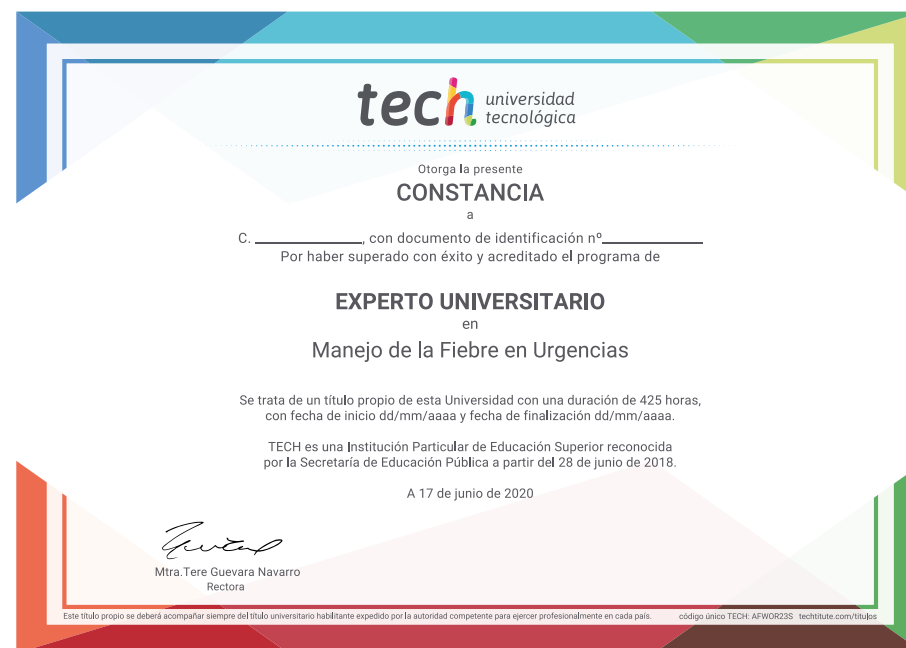 tech universidad
tecnológica
Otorga la presente
CONSTANCIA
a
C. ____________, con documento de identificación nº____________
Por haber superado con éxito y acreditado el programa de
EXPERTO UNIVERSITARIO
en
Manejo de la Fiebre en Urgencias
Se trata de un título propio de esta Universidad con una duración de 425 horas,
con fecha de inicio dd/mm/aaaa y fecha de finalización dd/mm/aaaa.
TECH es una Institución Particular de Educación Superior reconocida
por la Secretaría de Educación Pública a partir del 28 de junio de 2018.
A 17 de junio de 2020
Mtra.Tere Guevara Navarro
Rectora
Este título propio se deberá acompañar siempre del título universitario habilitante expedido por la autoridad competente para ejercer profesionalmente en cada país. código único TECH: AFWOR23S techtitute.com/titulos